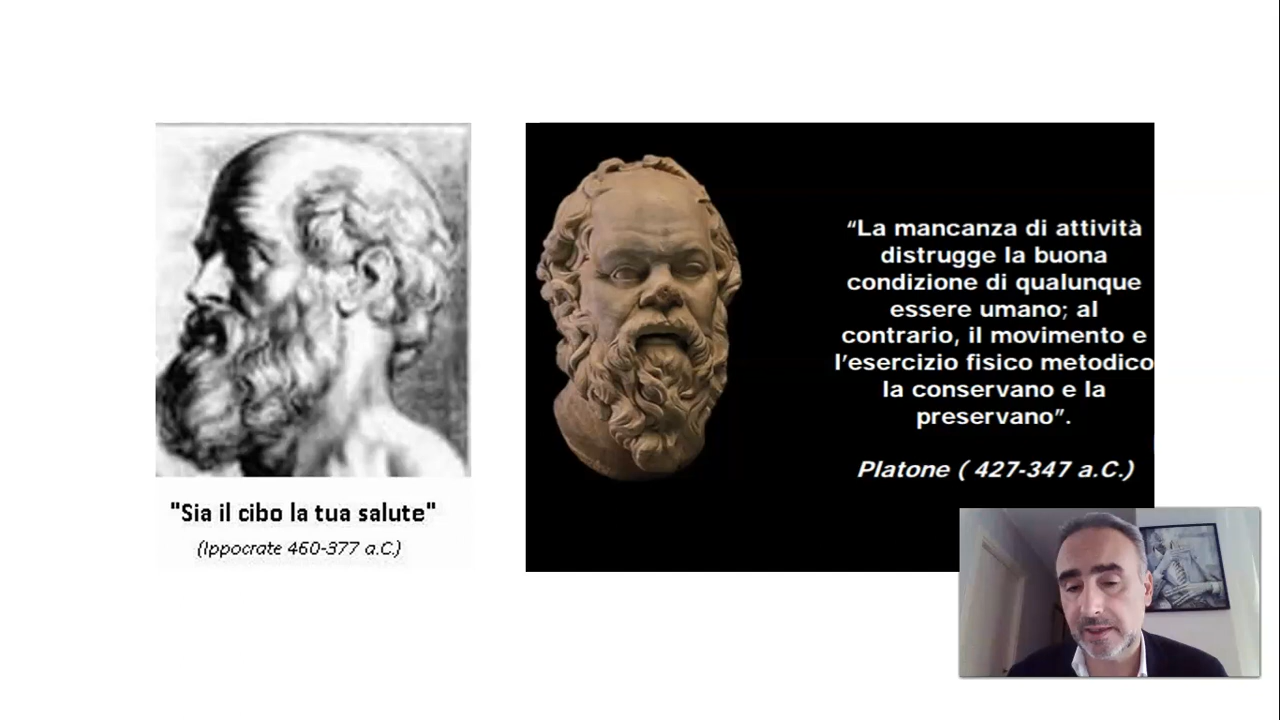 "Sia il cibo la tua salute"
(Ippocrate 460-377 a.C.)
“La mancanza di attività
distrugge la buona
condizione di qualunque
essere umano; al
contrario, il movimento e
l’esercizio fisico metodico
la conservano e la
preservano”.
Platone ( 427-347 a.C.)